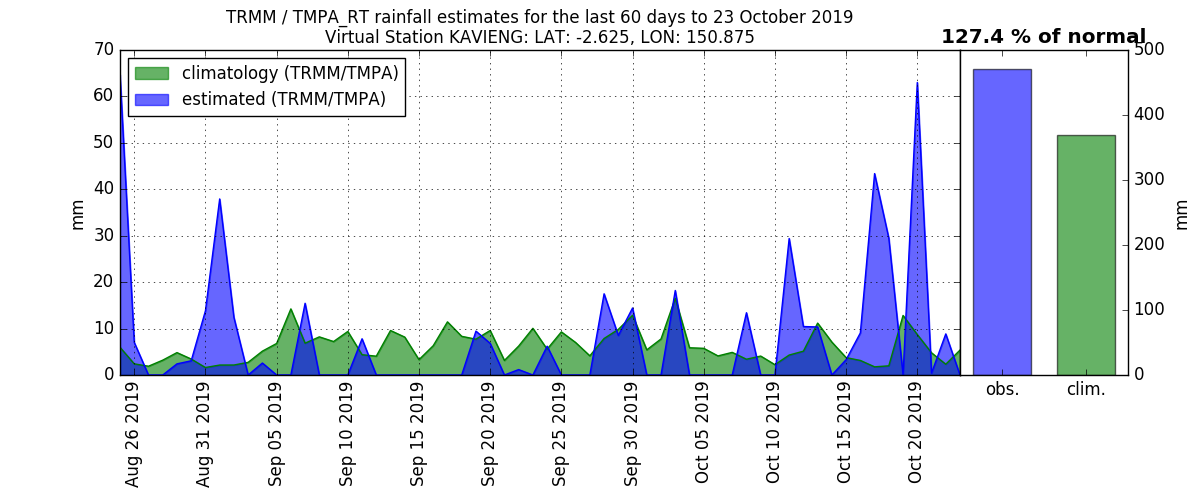 TRMM / TMPA_RT rainfall estimates for the last 60 days to 23 October 2019
Virtual Station KAVIENG: LAT: -2.625, LON: 150.875
127.4 % of normal
climatology (TRMM/TMPA)
estimated (TRMM/TMPA)
70
60
50
40
30
20
10
0
mm
Aug 26 2019
Aug 31 2019
Sep 05 2019
Sep 10 2019
Sep 15 2019
Sep 20 2019
Sep 25 2019
Sep 30 2019
Oct 05 2019
Oct 10 2019
Oct 15 2019
Oct 20 2019
obs.
clim.
500
400
300
200
100
0
mm